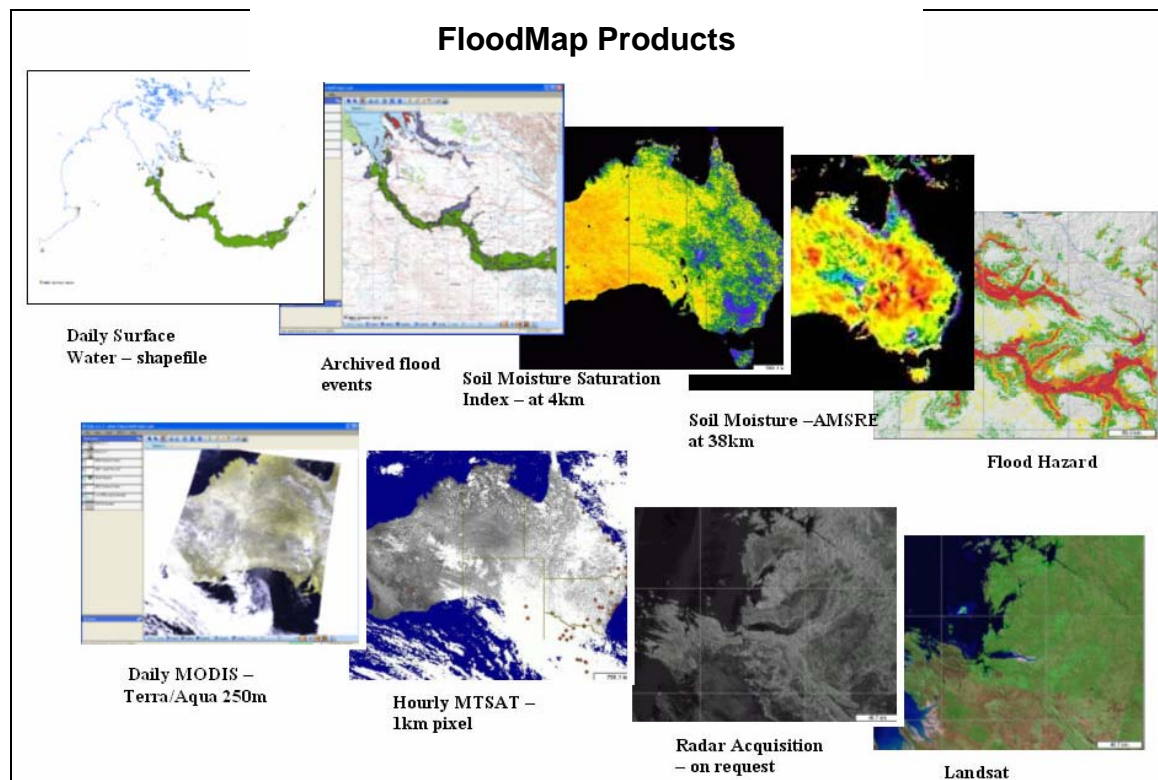 FloodMap Products
Daily Surface
Water – shapefile
Archived flood
events
Soil Moisture Saturation
Index – at 4km
Soil Moisture –AMSRE
at 38km
Flood Hazard
Daily MODIS –
Terra/Aqua 250m
Hourly MTSAT –
1km pixel
Radar Acquisition
– on request
Landsat